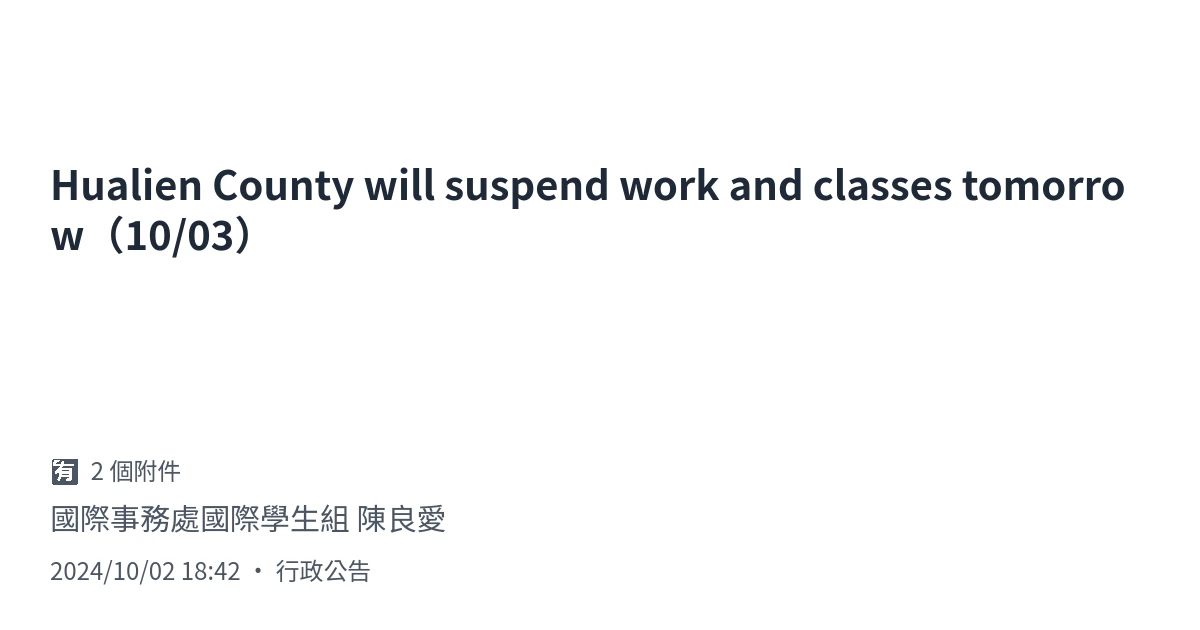 Hualien County will suspend work and classes tomorro
w（10/03）
🈶 2 個附件
國際事務處國際學生組 陳良愛
2024/10/02 18:42 • 行政公告